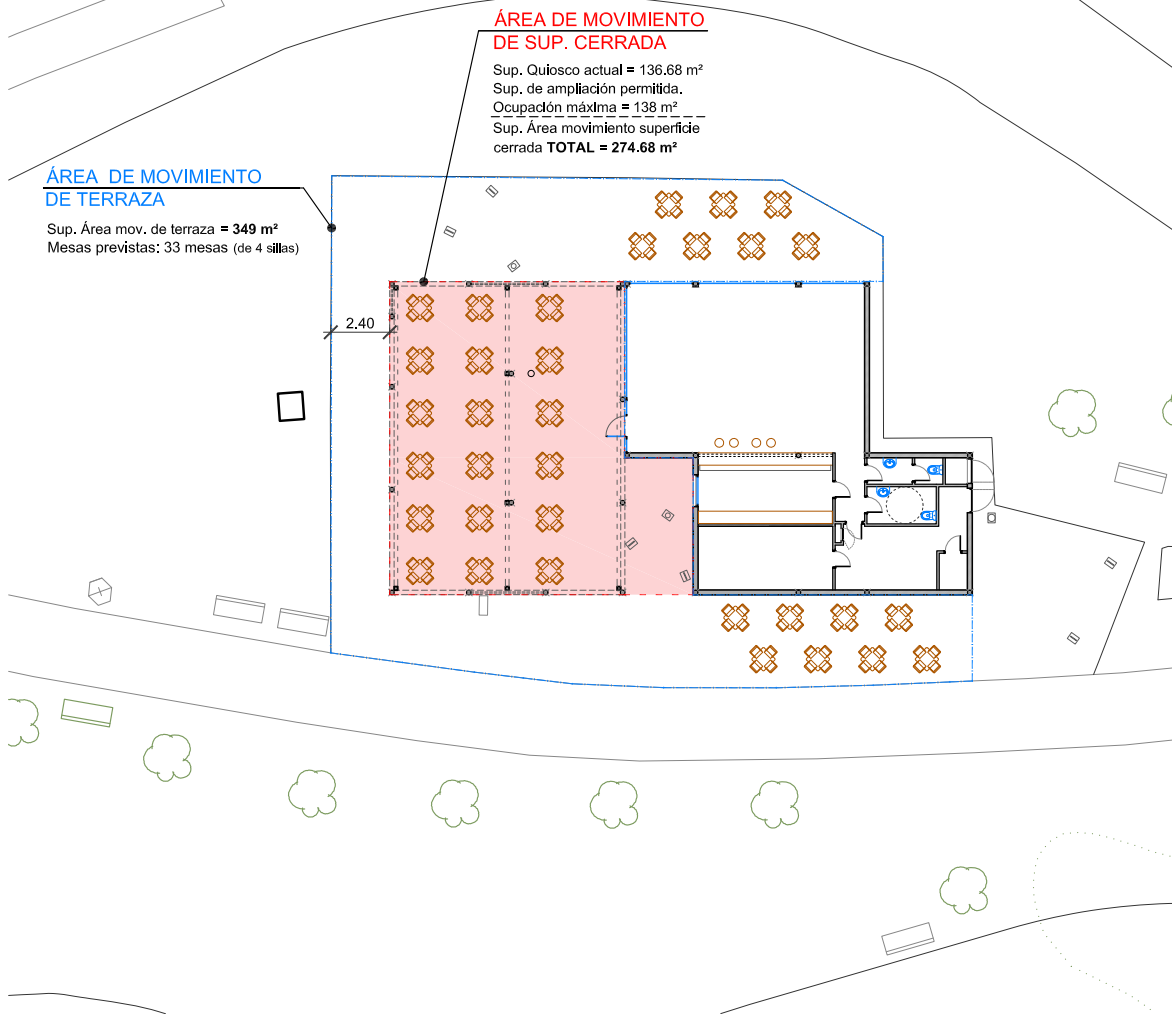 ÁREA DE MOVIMIENTO
DE SUP. CERRADA
Sup. Quiosco actual = 136.68 m²
Sup. de ampliación permitida.
Ocupación máxima = 138 m²
Sup. Área movimiento superficie
cerrada TOTAL = 274.68 m²
ÁREA DE MOVIMIENTO
DE TERRAZA
Sup. Área mov. de terraza = 349 m²
Mesas previstas: 33 mesas (de 4 sillas)
2.40